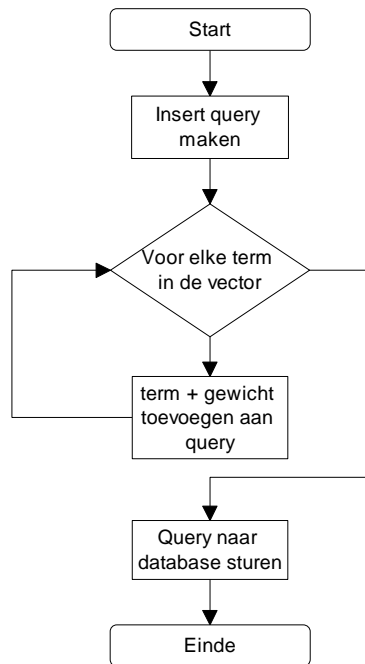 Start
Insert query
maken
Voor elke term
in de vector
term + gewicht
toevoegen aan
query
Query naar
database sturen
Einde